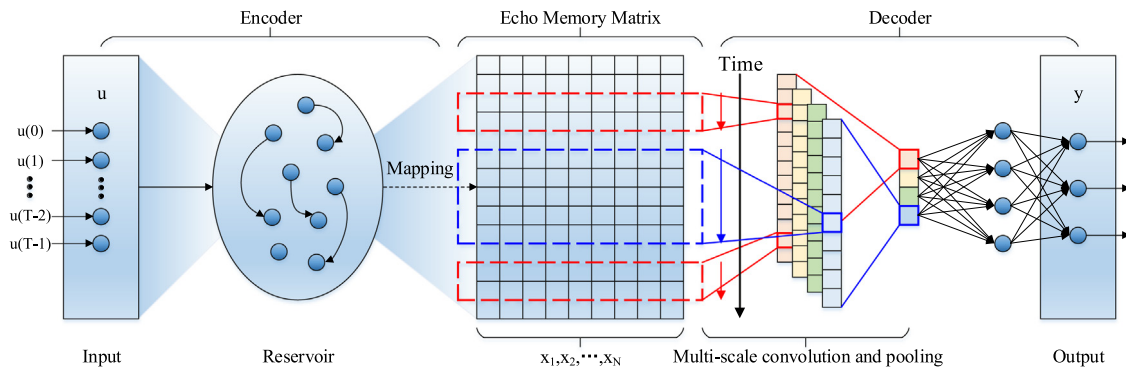 Encoder
Echo Memory Matrix
Decoder
Time
u
y
u(0)
u(1)
u(T-2)
u(T-1)
Mapping
Input
Reservoir
x₁,x₂,···,x_N
Multi-scale convolution and pooling
Output